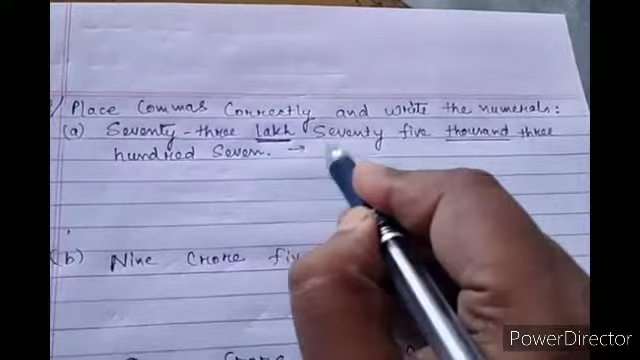 Place Commas Correctly and write the numerals:
(a) Seventy-three lakh Seventy five thousand three
hundred Seven. →
(b) Nine Crore
Crore
PowerDirector